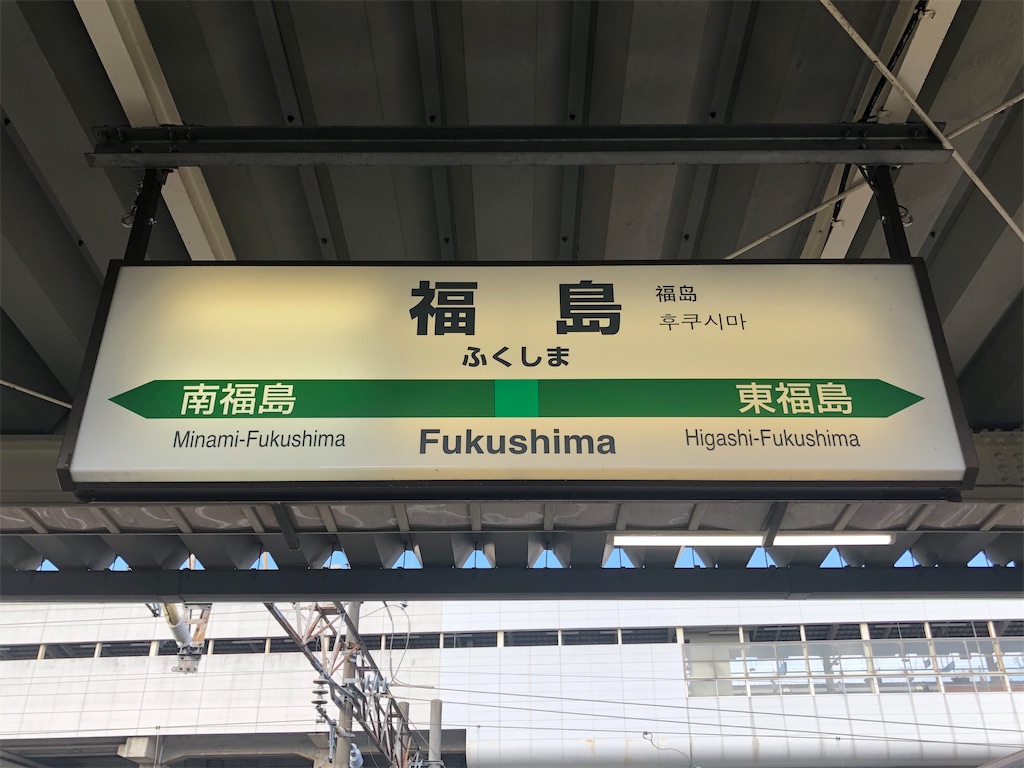 福島 福岛
후쿠시마
ふくしま
南福島 東福島
Minami-Fukushima Fukushima Higashi-Fukushima